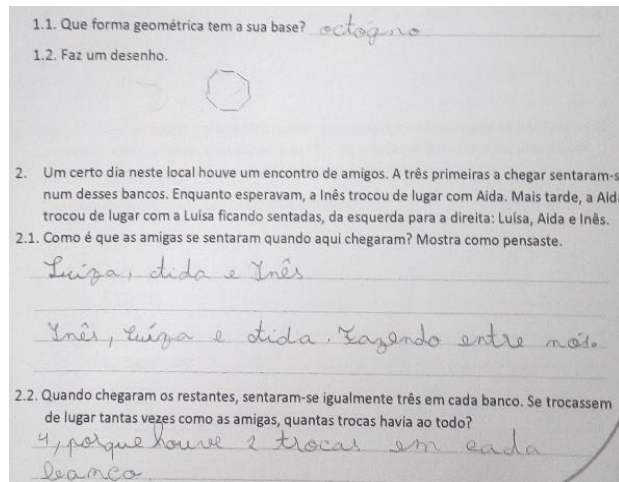 1.1. Que forma geométrica tem a sua base? octógno
1.2. Faz um desenho.
2. Um certo dia neste local houve um encontro de amigos. A três primeiras a chegar sentaram-s
num desses bancos. Enquanto esperavam, a Inês trocou de lugar com Aida. Mais tarde, a Aid
trocou de lugar com a Luísa ficando sentadas, da esquerda para a direita: Luísa, Aida e Inês.
2.1. Como é que as amigas se sentaram quando aqui chegaram? Mostra como pensaste.
Luíza, Aida e Inês
Inês, Luíza e Aida. Fazendo entre nós.
2.2. Quando chegaram os restantes, sentaram-se igualmente três em cada banco. Se trocassem
de lugar tantas vezes como as amigas, quantas trocas havia ao todo?
4, porque houve 2 trocas em cada
banco.